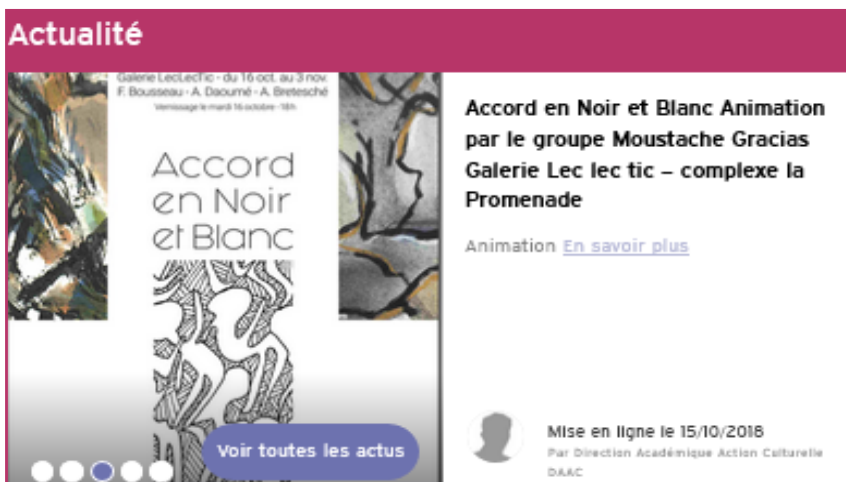 Actualité
Galerie LecLecTic - du 16 oct. au 3 nov.
F. Bousseau - A. Daoumé - A. Bretesché
Vernissage le mardi 16 octobre - 18h
Accord
en Noir
et Blanc
Voir toutes les actus
Accord en Noir et Blanc Animation
par le groupe Moustache Gracias
Galerie Lec lec tic – complexe la
Promenade
Animation En savoir plus
Mise en ligne le 15/10/2018
Par Direction Académique Action Culturelle
DAAC